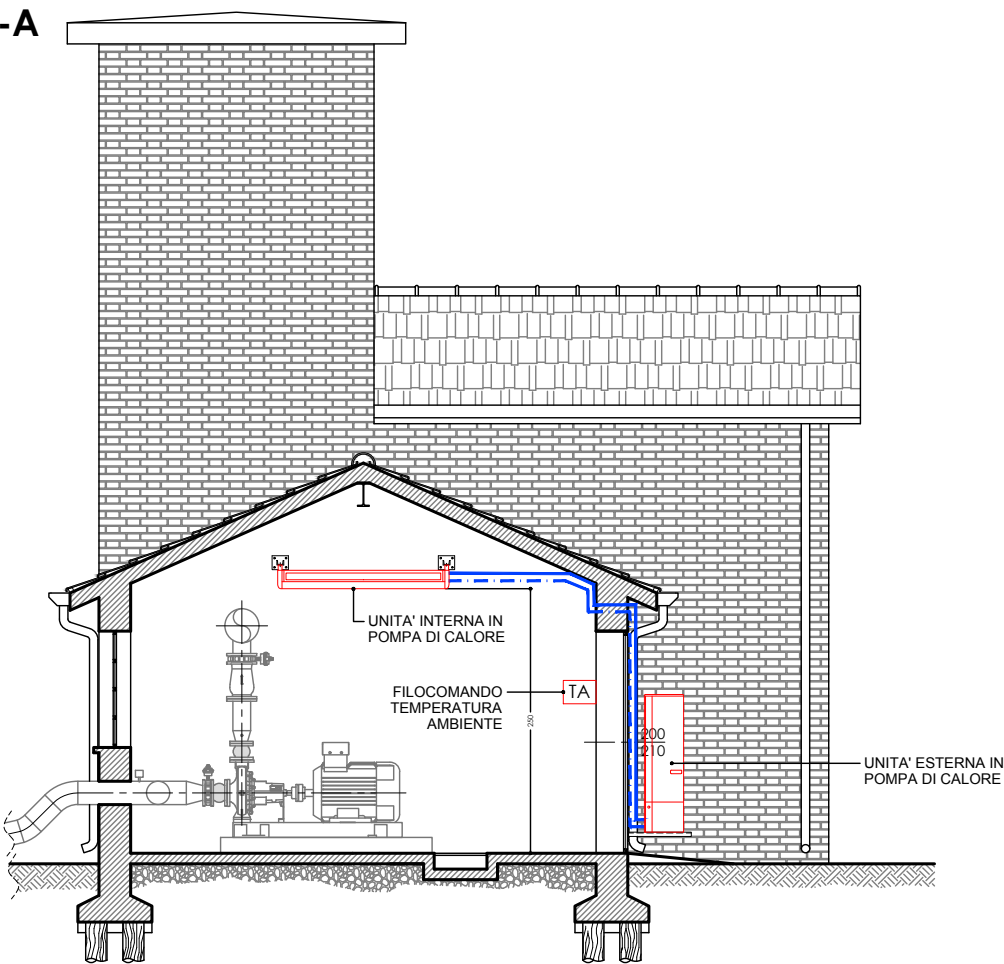 -A
UNITA' INTERNA IN
POMPA DI CALORE
FILOCOMANDO
TEMPERATURA
AMBIENTE
TA
250
200
210
UNITA' ESTERNA IN
POMPA DI CALORE